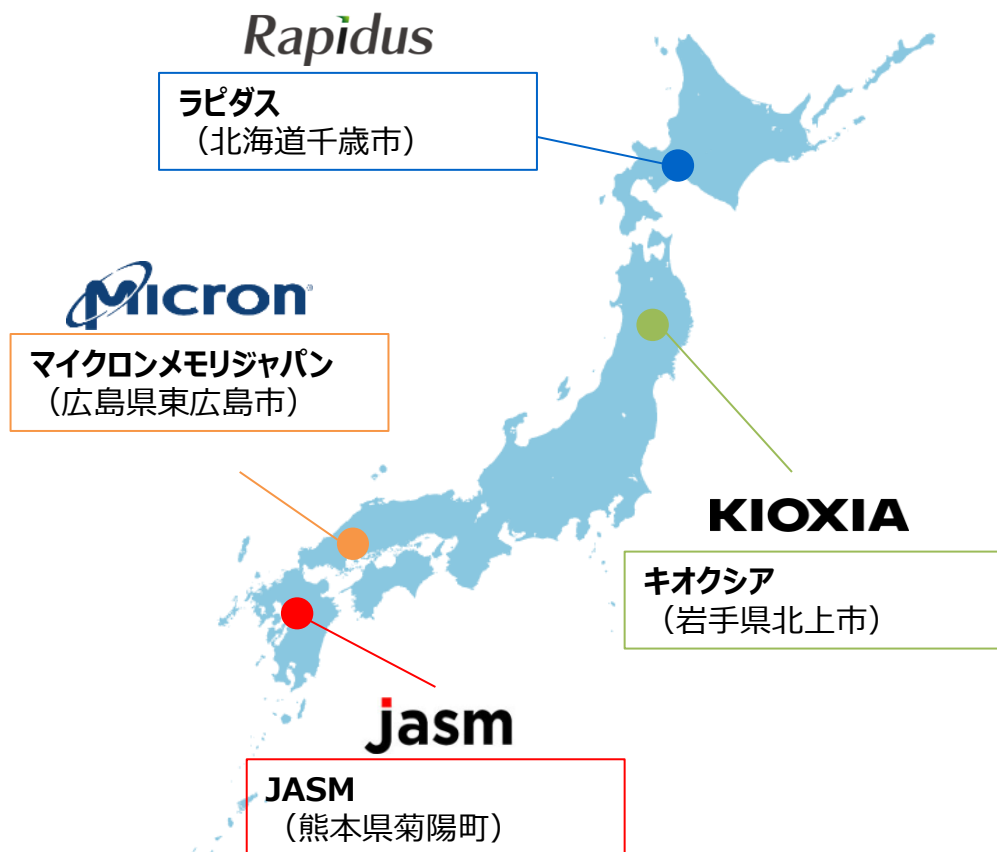 Rapidus
ラピダス
（北海道千歳市）
Micron
マイクロンメモリジャパン
（広島県東広島市）
KIOXIA
キオクシア
（岩手県北上市）
jasm
JASM
（熊本県菊陽町）